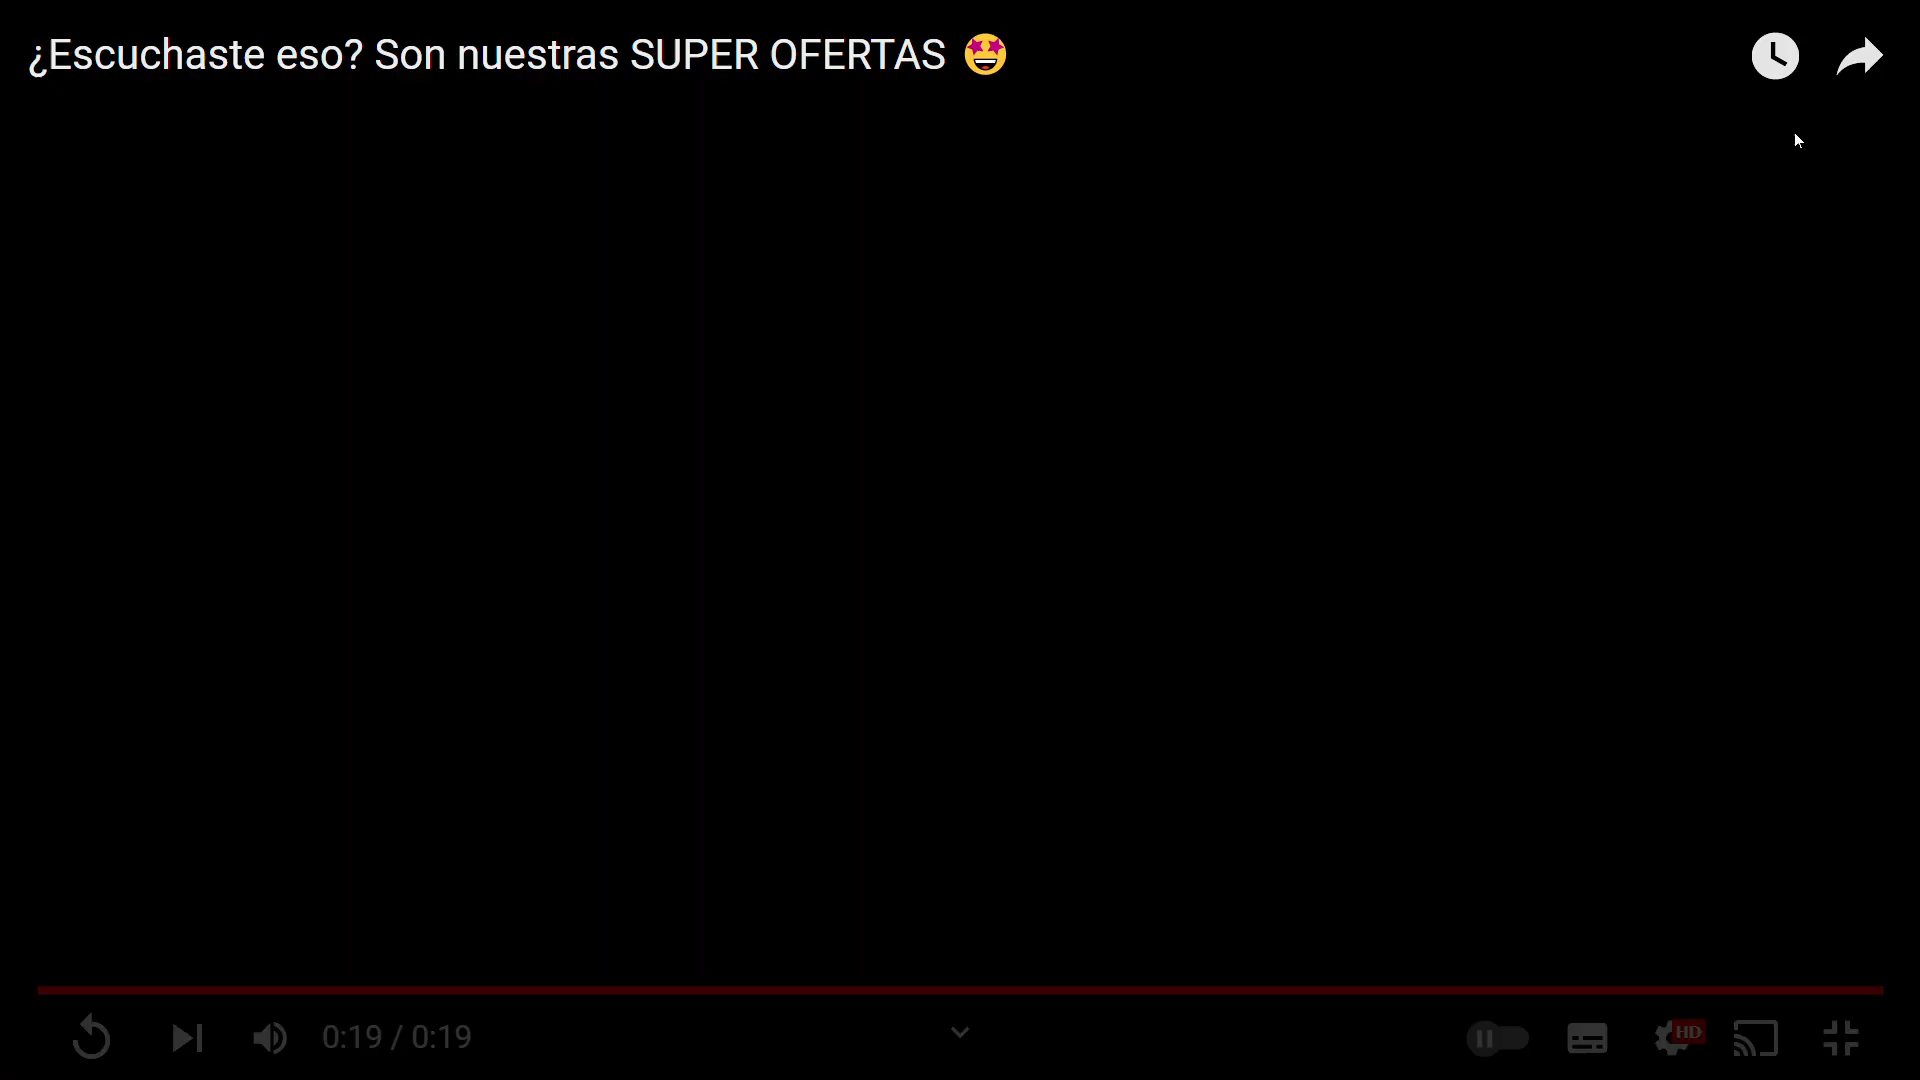 ¿Escuchaste eso? Son nuestras SUPER OFERTAS 🤩
0:19 / 0:19
HD